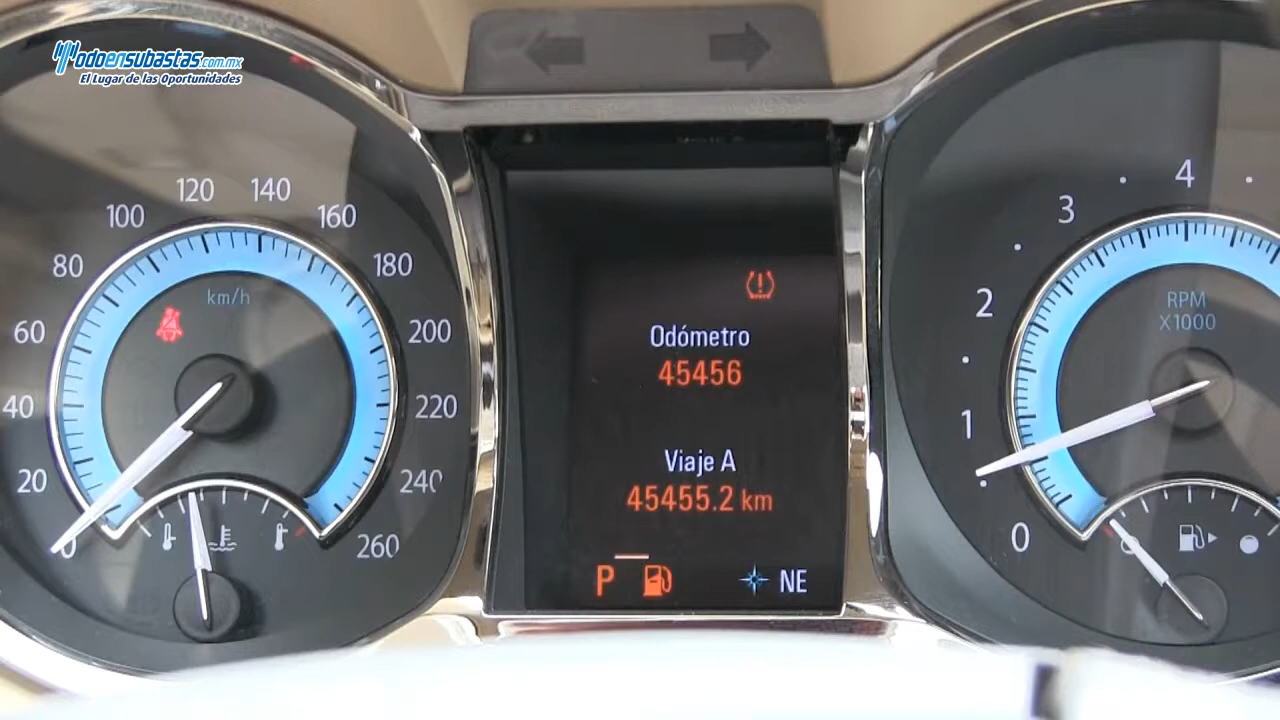 Todoensubastas.com.mx
El Lugar de las Oportunidades
120
140
100
160
80
180
km/h
60
200
40
220
20
240
0
260
Odómetro
45456
Viaje A
45455.2 km
P
NE
4
3
2
RPM
X1000
1
0